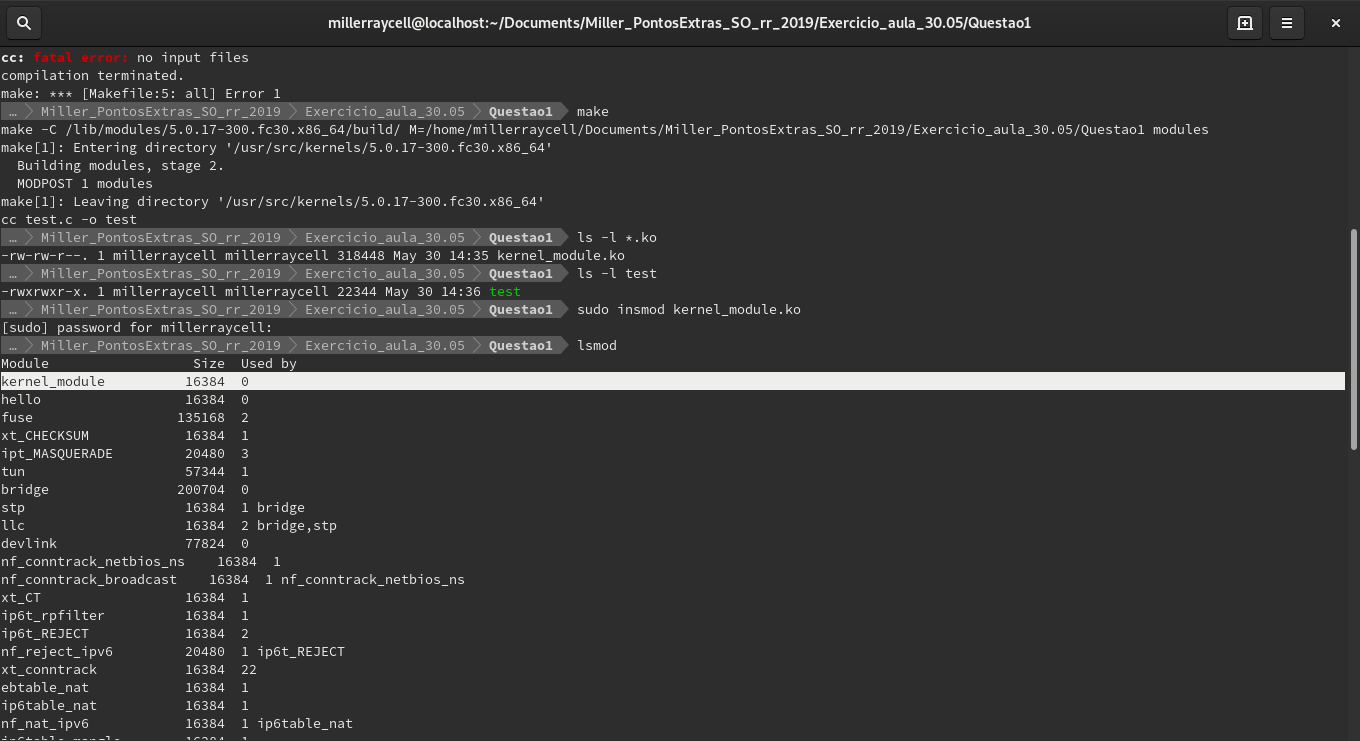 millerraycell@localhost:~/Documents/Miller_PontosExtras_SO_rr_2019/Exercicio_aula_30.05/Questao1
cc: fatal error: no input files
compilation terminated.
make: *** [Makefile:5: all] Error 1
… Miller_PontosExtras_SO_rr_2019 Exercicio_aula_30.05 Questao1 make
make -C /lib/modules/5.0.17-300.fc30.x86_64/build/ M=/home/millerraycell/Documents/Miller_PontosExtras_SO_rr_2019/Exercicio_aula_30.05/Questao1 modules
make[1]: Entering directory '/usr/src/kernels/5.0.17-300.fc30.x86_64'
  Building modules, stage 2.
  MODPOST 1 modules
make[1]: Leaving directory '/usr/src/kernels/5.0.17-300.fc30.x86_64'
cc test.c -o test
… Miller_PontosExtras_SO_rr_2019 Exercicio_aula_30.05 Questao1 ls -l *.ko
-rw-rw-r--. 1 millerraycell millerraycell 318448 May 30 14:35 kernel_module.ko
… Miller_PontosExtras_SO_rr_2019 Exercicio_aula_30.05 Questao1 ls -l test
-rwxrwxr-x. 1 millerraycell millerraycell 22344 May 30 14:36 test
… Miller_PontosExtras_SO_rr_2019 Exercicio_aula_30.05 Questao1 sudo insmod kernel_module.ko
[sudo] password for millerraycell:
… Miller_PontosExtras_SO_rr_2019 Exercicio_aula_30.05 Questao1 lsmod
Module                  Size  Used by
kernel_module          16384  0
hello                  16384  0
fuse                  135168  2
xt_CHECKSUM            16384  1
ipt_MASQUERADE         20480  3
tun                    57344  1
bridge                200704  0
stp                    16384  1 bridge
llc                    16384  2 bridge,stp
devlink                77824  0
nf_conntrack_netbios_ns    16384  1
nf_conntrack_broadcast    16384  1 nf_conntrack_netbios_ns
xt_CT                  16384  1
ip6t_rpfilter          16384  1
ip6t_REJECT            16384  2
nf_reject_ipv6         20480  1 ip6t_REJECT
xt_conntrack           16384  22
ebtable_nat            16384  1
ip6table_nat           16384  1
nf_nat_ipv6            16384  1 ip6table_nat